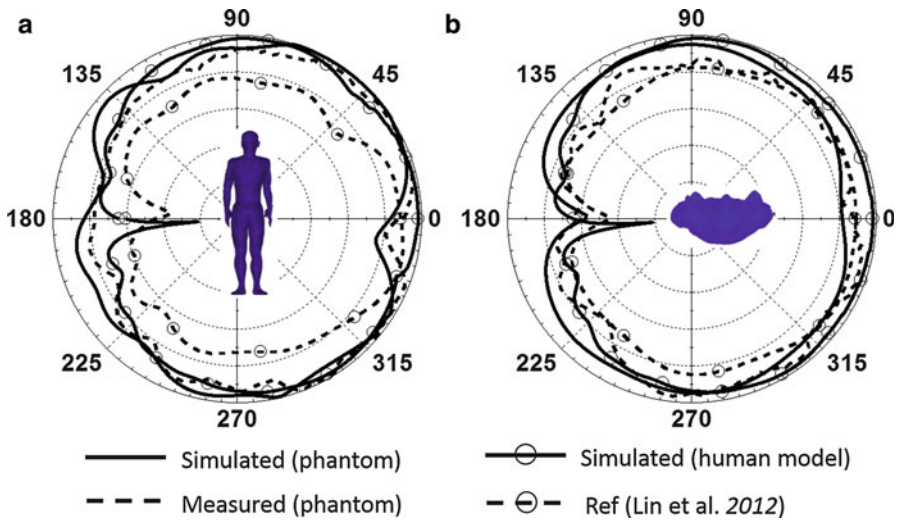 a
90
135
45
180
0
225
315
270
b
90
135
45
180
0
225
315
270
Simulated (phantom)
Simulated (human model)
Measured (phantom)
Ref (Lin et al. 2012)